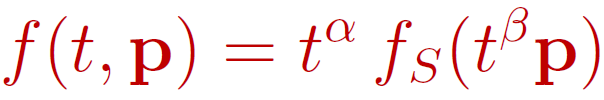 f(t, 𝐩) = t^α f_S(t^β 𝐩)